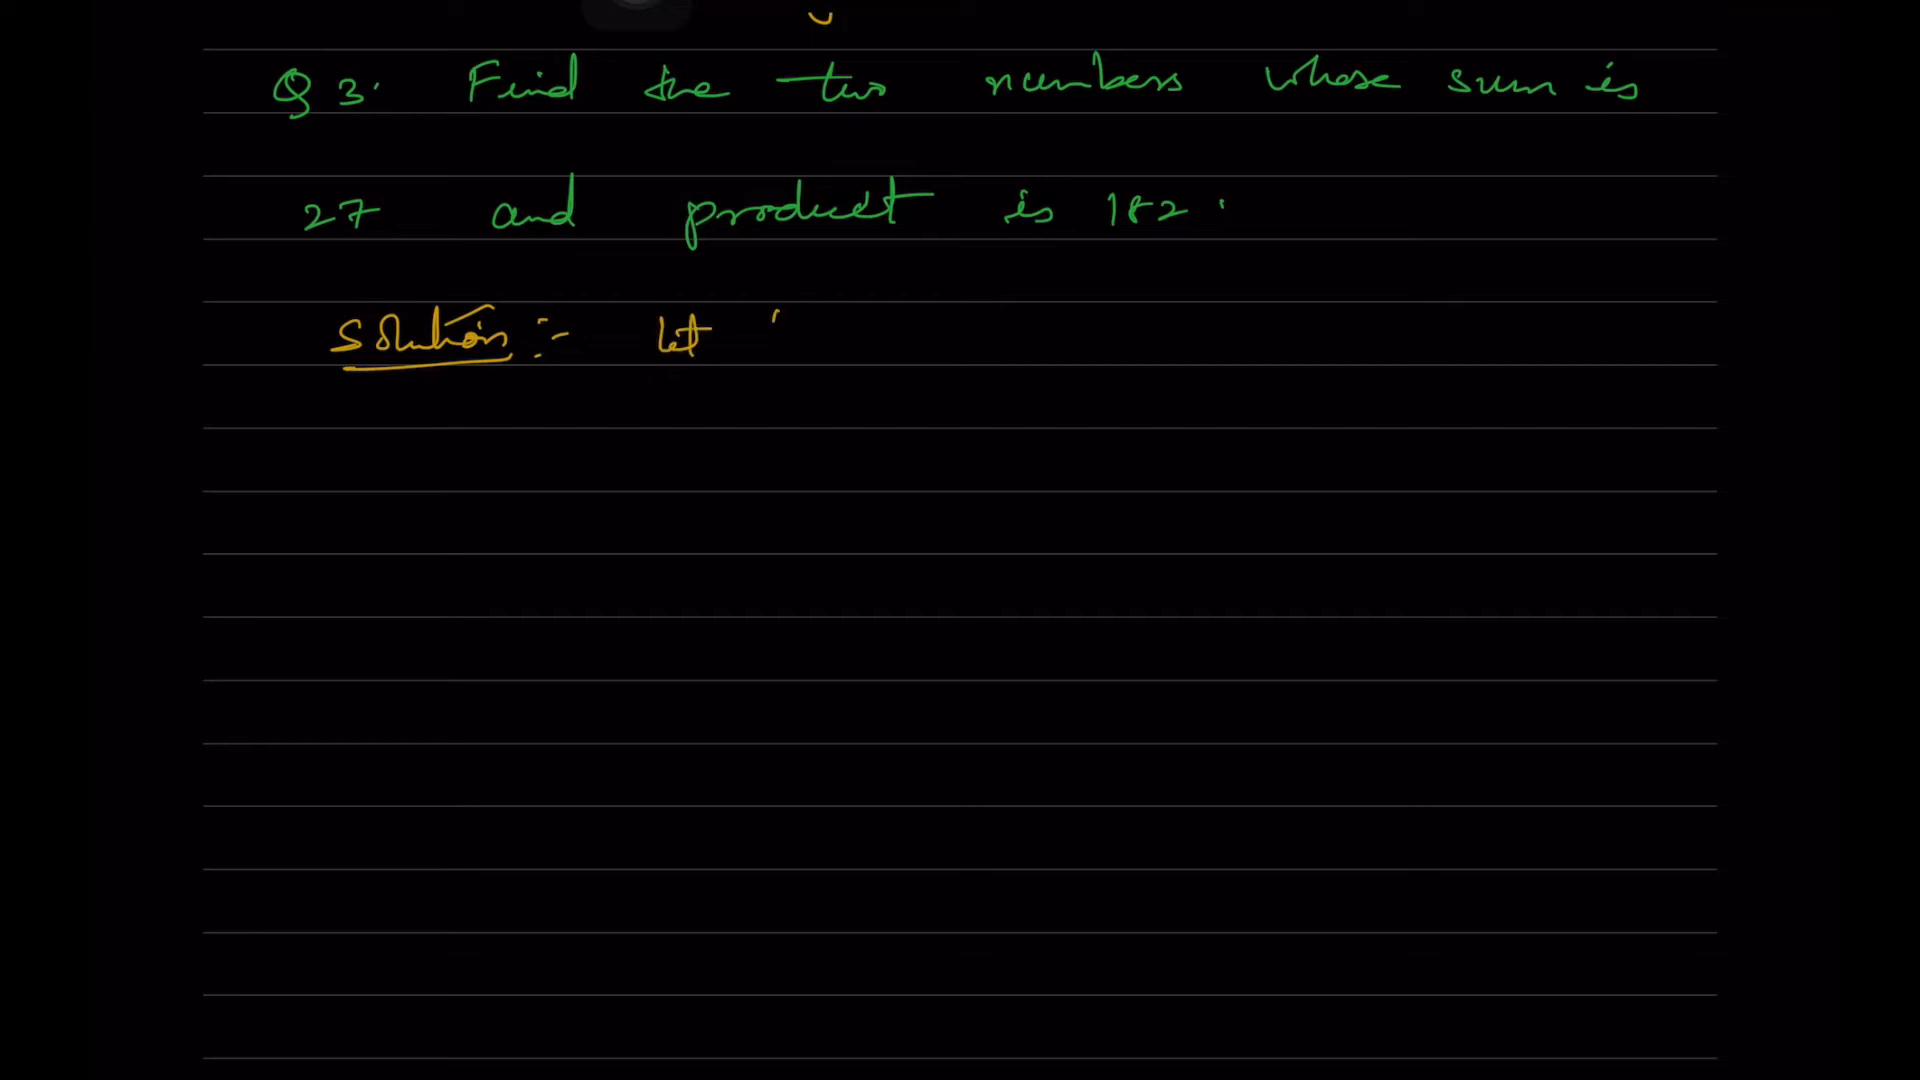 Q 3. Find the two numbers whose sum is
27 and product is 182.
Solution :- let